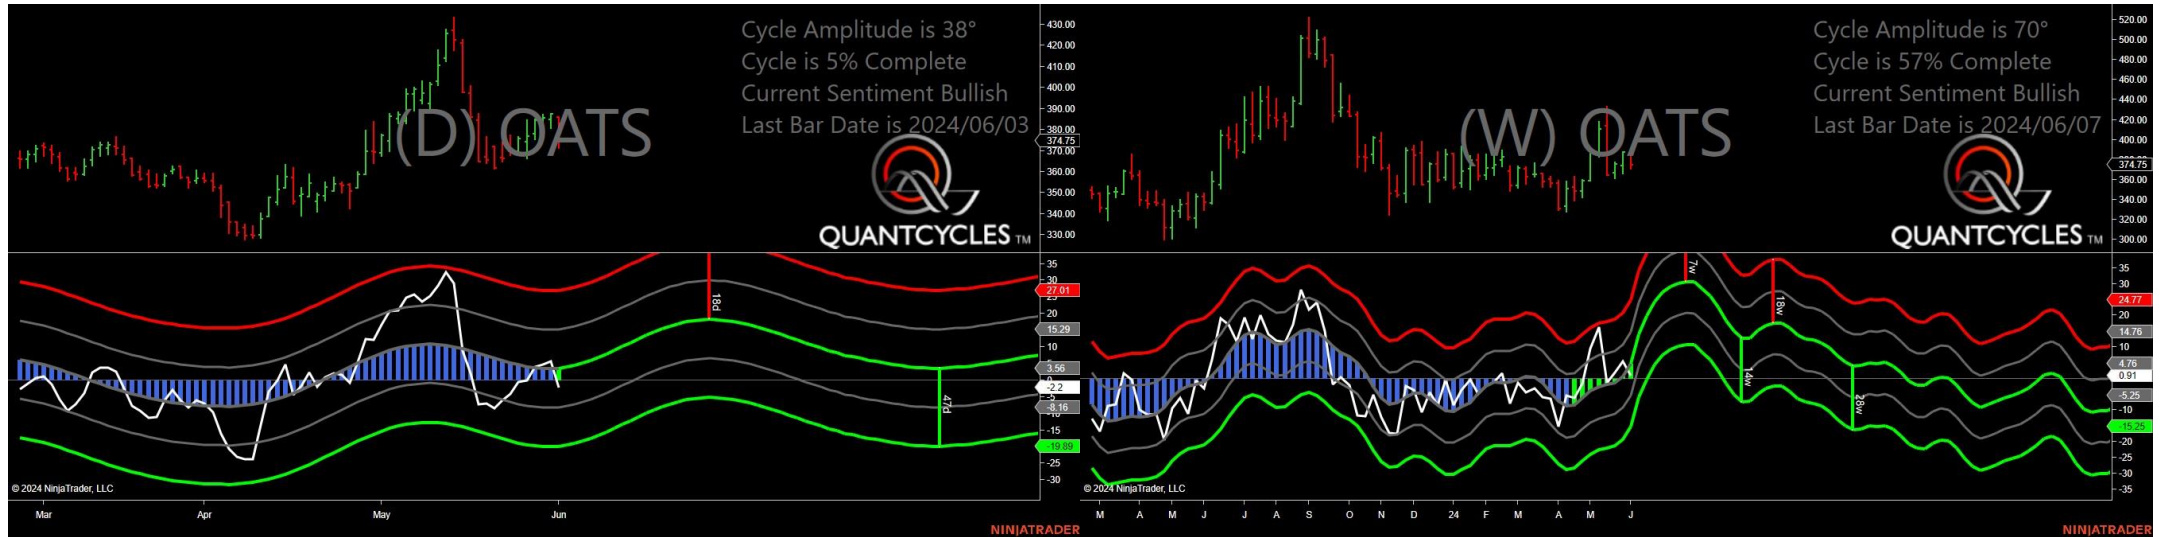 Cycle Amplitude is 38°
Cycle is 5% Complete
Current Sentiment Bullish
Last Bar Date is 2024/06/03
(D) OATS
QUANTCYCLES TM
430.00
420.00
410.00
400.00
390.00
380.00
374.75
370.00
360.00
350.00
340.00
330.00
35
30
27.01
25
20
15.29
10
3.56
-2.2
-8.16
-10
-15
-19.89
-25
-30
18d
47d
© 2024 NinjaTrader, LLC
Mar
Apr
May
Jun
NINJATRADER
Cycle Amplitude is 70°
Cycle is 57% Complete
Current Sentiment Bullish
Last Bar Date is 2024/06/07
(W) OATS
QUANTCYCLES TM
520.00
500.00
480.00
460.00
440.00
420.00
400.00
374.75
360.00
340.00
320.00
300.00
35
30
24.77
20
14.76
10
4.76
0.91
-5.25
-10
-15.25
-20
-25
-30
-35
7w
18w
14w
28w
© 2024 NinjaTrader, LLC
M A M J J A S O N D 24 F M A M J
NINJATRADER